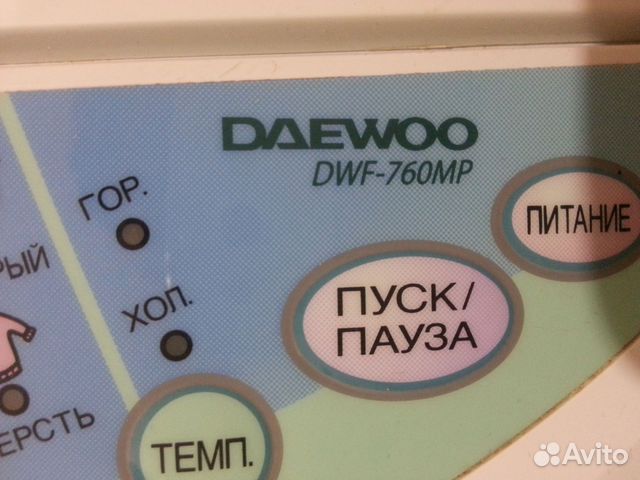 DAEWOO
DWF-760MP
ГОР.
ПИТАНИЕ
ХОЛ.
ПУСК/
ПАУЗА
ТЕМП.
Avito